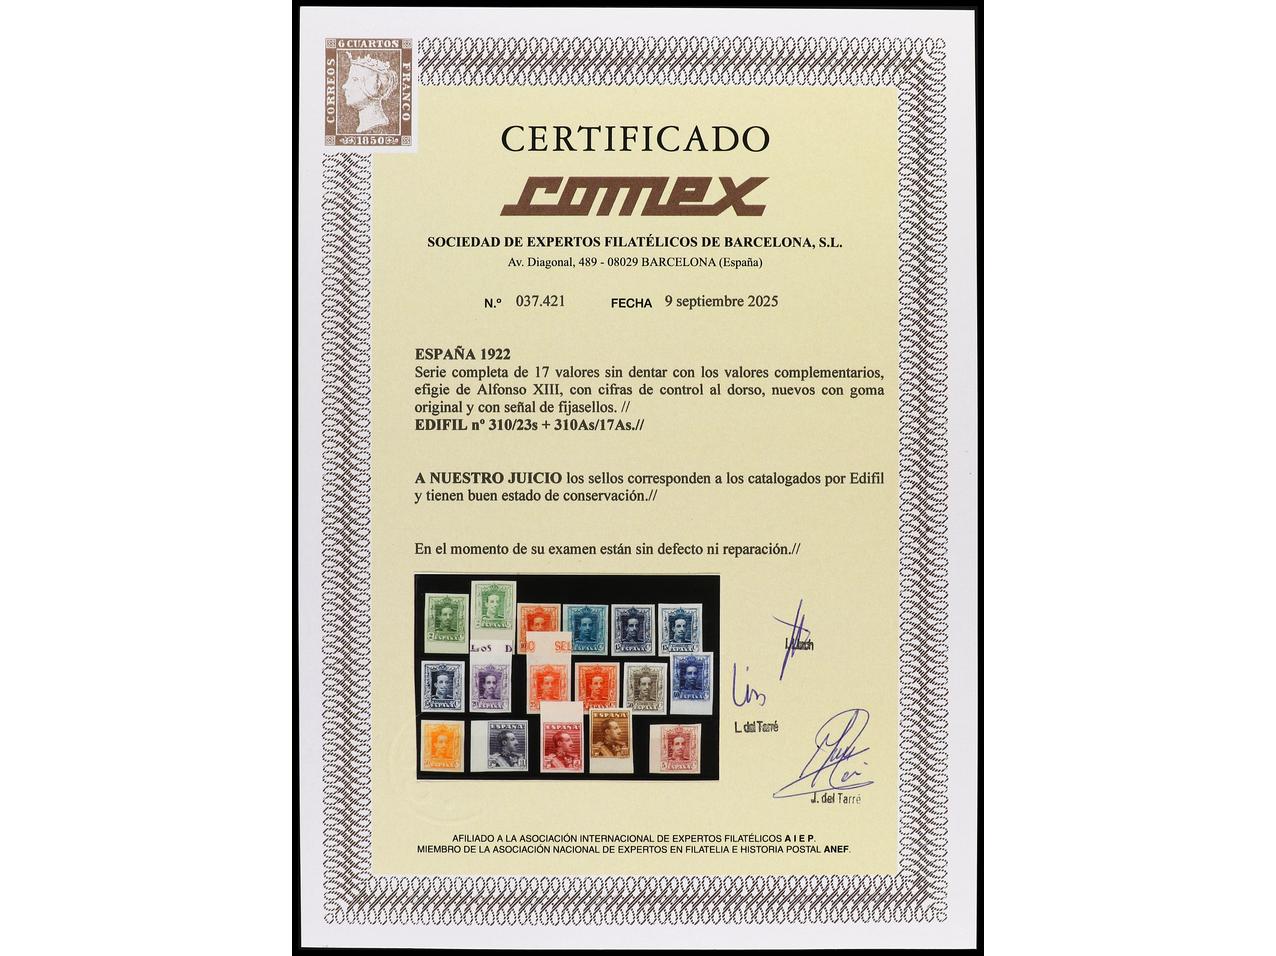 6 CUARTOS
CORREOS
FRANCO
1850
CERTIFICADO
comex
SOCIEDAD DE EXPERTOS FILATÉLICOS DE BARCELONA, S.L.
Av. Diagonal, 489 - 08029 BARCELONA (España)
N.º 037.421 FECHA 9 septiembre 2025
ESPAÑA 1922
Serie completa de 17 valores sin dentar con los valores complementarios,
efigie de Alfonso XIII, con cifras de control al dorso, nuevos con goma
original y con señal de fijasellos. //
EDIFIL nº 310/23s + 310As/17As.//
A NUESTRO JUICIO los sellos corresponden a los catalogados por Edifil
y tienen buen estado de conservación.//
En el momento de su examen están sin defecto ni reparación.//
ESPAÑA
ESPAÑA
ESPAÑA
L. del Tarré
J. del Tarré
AFILIADO A LA ASOCIACIÓN INTERNACIONAL DE EXPERTOS FILATÉLICOS A I E P.
MIEMBRO DE LA ASOCIACIÓN NACIONAL DE EXPERTOS EN FILATELIA E HISTORIA POSTAL ANEF.